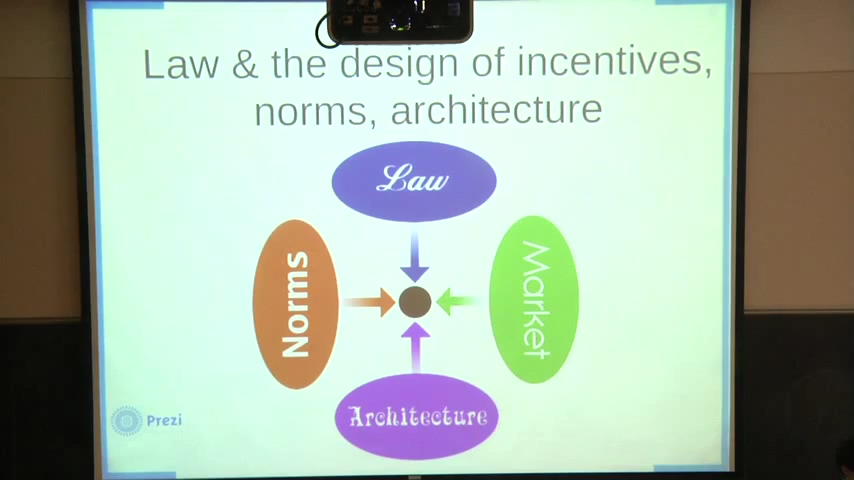 Law & the design of incentives,
norms, architecture
Law
Norms
Market
Architecture
Prezi